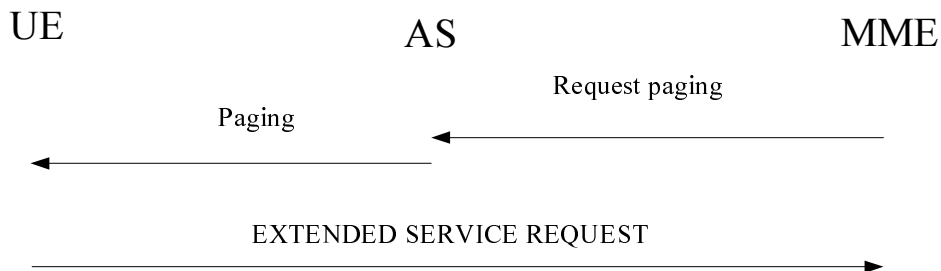 UE
AS
MME
Request paging
Paging
EXTENDED SERVICE REQUEST